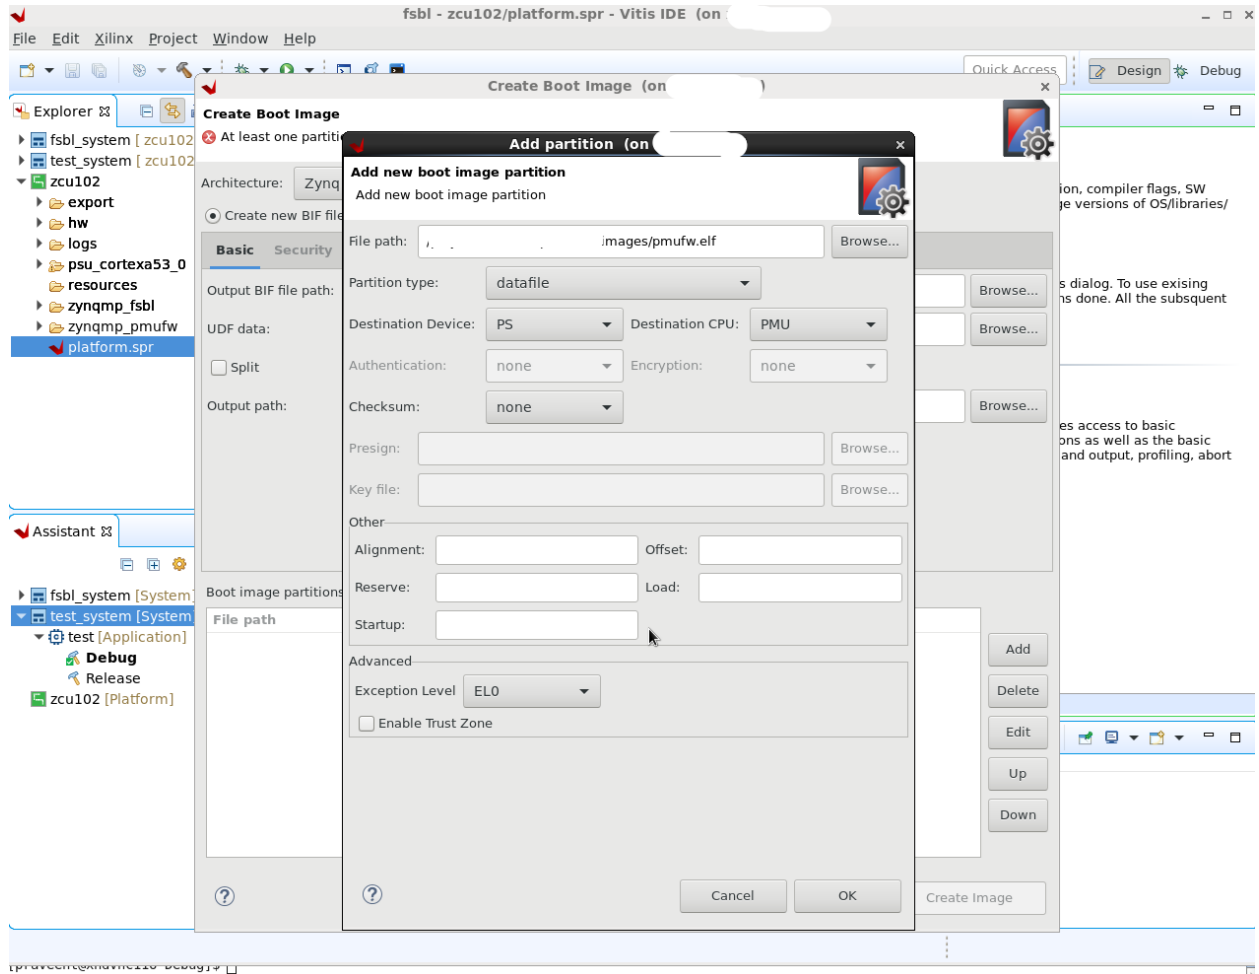 fsbl - zcu102/platform.spr - Vitis IDE (on
File Edit Xilinx Project Window Help
Quick Access Design Debug
Explorer
fsbl_system [ zcu102
test_system [ zcu102
zcu102
export
hw
logs
psu_cortexa53_0
resources
zynqmp_fsbl
zynqmp_pmufw
platform.spr
Assistant
fsbl_system [System]
test_system [System
test [Application]
Debug
Release
zcu102 [Platform]
Create Boot Image (on )
Create Boot Image
At least one partitio
Architecture: Zynq
Create new BIF file
Basic Security
Output BIF file path: Browse...
UDF data: Browse...
Split
Output path: Browse...
Boot image partitions
File path
Add
Delete
Edit
Up
Down
Create Image
Add partition (on
Add new boot image partition
Add new boot image partition
File path: images/pmufw.elf Browse...
Partition type: datafile
Destination Device: PS Destination CPU: PMU
Authentication: none Encryption: none
Checksum: none
Presign: Browse...
Key file: Browse...
Other
Alignment: Offset:
Reserve: Load:
Startup:
Advanced
Exception Level EL0
Enable Trust Zone
Cancel OK
ion, compiler flags, SW
ge versions of OS/libraries/
s dialog. To use exising
ns done. All the subsquent
es access to basic
ons as well as the basic
and output, profiling, abort